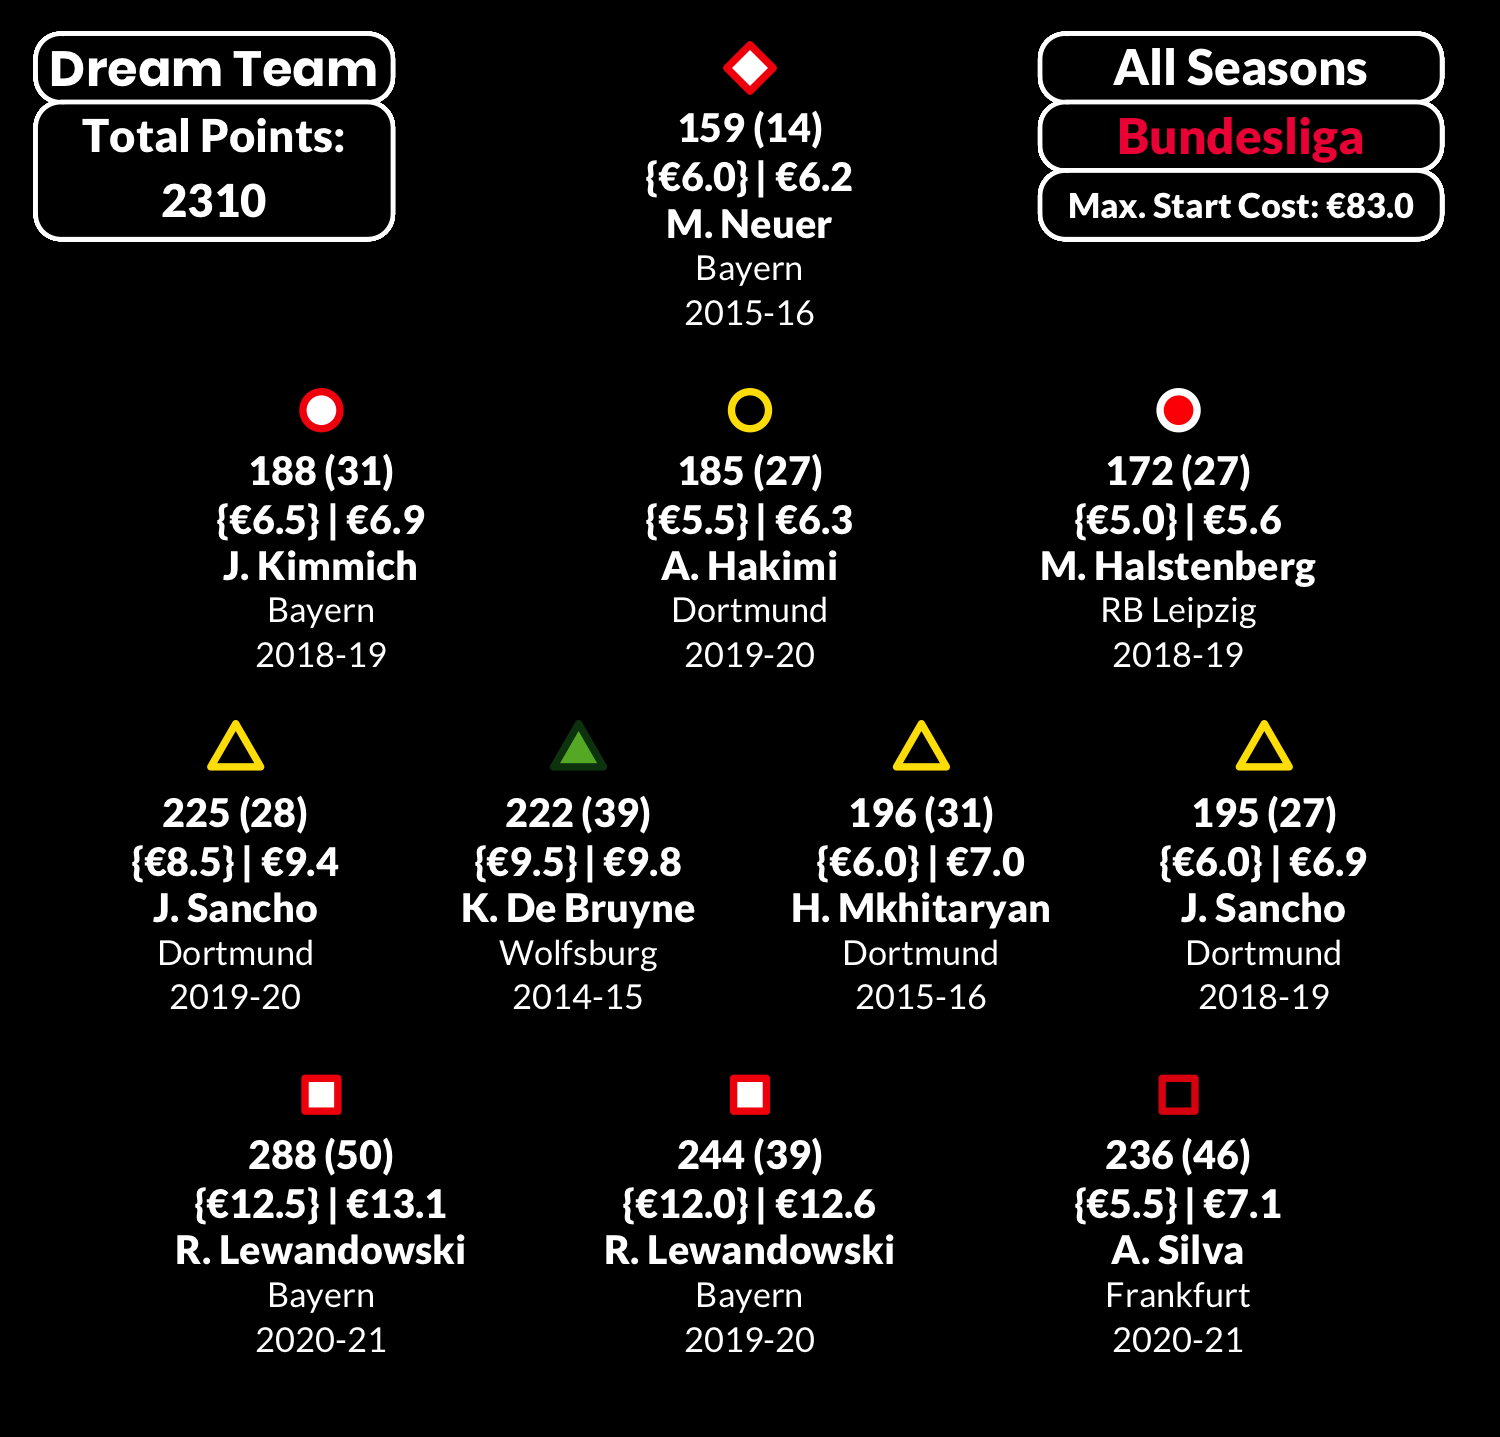 Dream Team
Total Points:
2310
All Seasons
Bundesliga
Max. Start Cost: €83.0
159 (14)
{€6.0} | €6.2
M. Neuer
Bayern
2015-16
188 (31)
{€6.5} | €6.9
J. Kimmich
Bayern
2018-19
185 (27)
{€5.5} | €6.3
A. Hakimi
Dortmund
2019-20
172 (27)
{€5.0} | €5.6
M. Halstenberg
RB Leipzig
2018-19
225 (28)
{€8.5} | €9.4
J. Sancho
Dortmund
2019-20
222 (39)
{€9.5} | €9.8
K. De Bruyne
Wolfsburg
2014-15
196 (31)
{€6.0} | €7.0
H. Mkhitaryan
Dortmund
2015-16
195 (27)
{€6.0} | €6.9
J. Sancho
Dortmund
2018-19
288 (50)
{€12.5} | €13.1
R. Lewandowski
Bayern
2020-21
244 (39)
{€12.0} | €12.6
R. Lewandowski
Bayern
2019-20
236 (46)
{€5.5} | €7.1
A. Silva
Frankfurt
2020-21